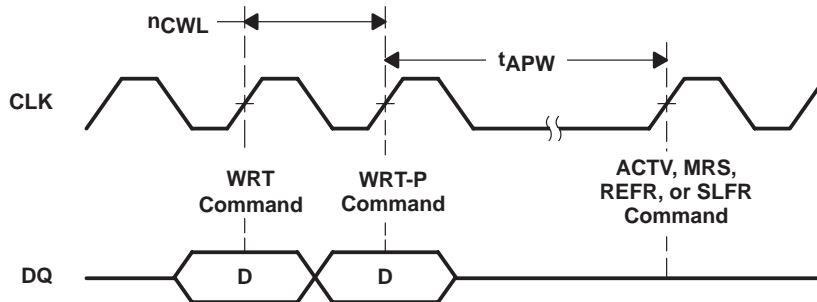 nCWL
tAPW
CLK
WRT
Command
WRT-P
Command
ACTV, MRS,
REFR, or SLFR
Command
DQ
D
D